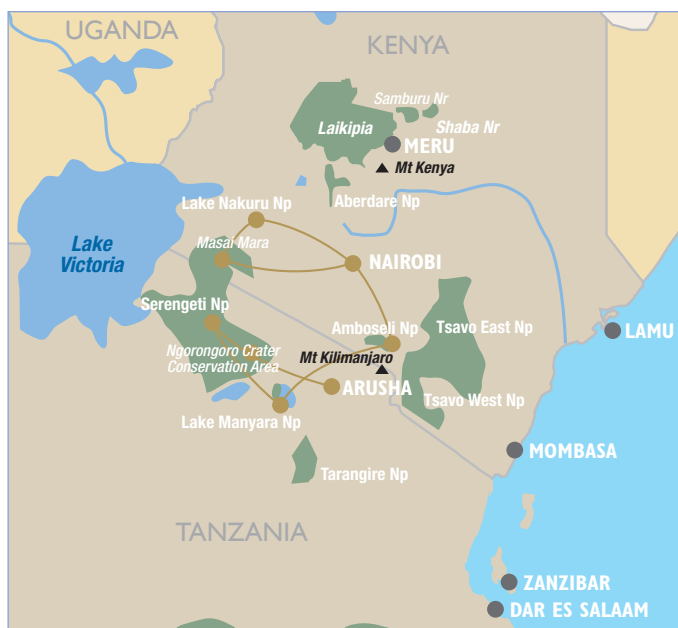 UGANDA
KENYA
Samburu Nr
Laikipia
Shaba Nr
MERU
Mt Kenya
Aberdare Np
Lake Nakuru Np
Masai Mara
Lake
Victoria
NAIROBI
Serengeti Np
Amboseli Np
Tsavo East Np
LAMU
Ngorongoro Crater
Conservation Area
Mt Kilimanjaro
ARUSHA
Tsavo West Np
Lake Manyara Np
MOMBASA
Tarangire Np
TANZANIA
ZANZIBAR
DAR ES SALAAM